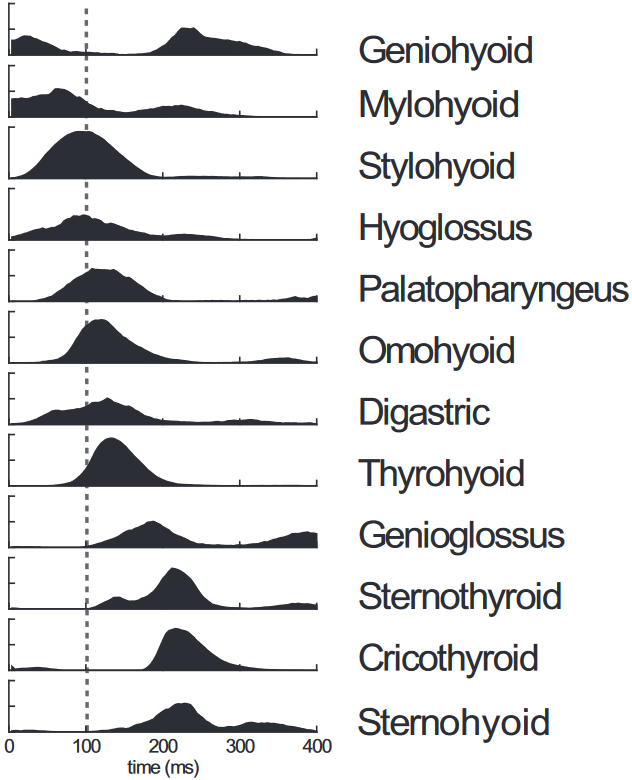 Geniohyoid
Mylohyoid
Stylohyoid
Hyoglossus
Palatopharyngeus
Omohyoid
Digastric
Thyrohyoid
Genioglossus
Sternothyroid
Cricothyroid
Sternohyoid
0 100 200 300 400
time (ms)